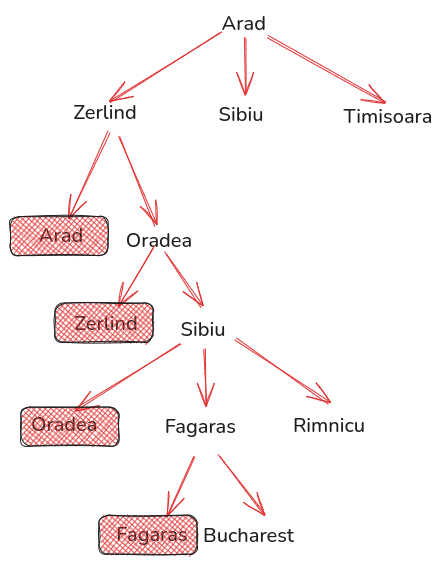 Arad
Zerlind
Sibiu
Timisoara
Arad
Oradea
Zerlind
Sibiu
Oradea
Fagaras
Rimnicu
Fagaras
Bucharest